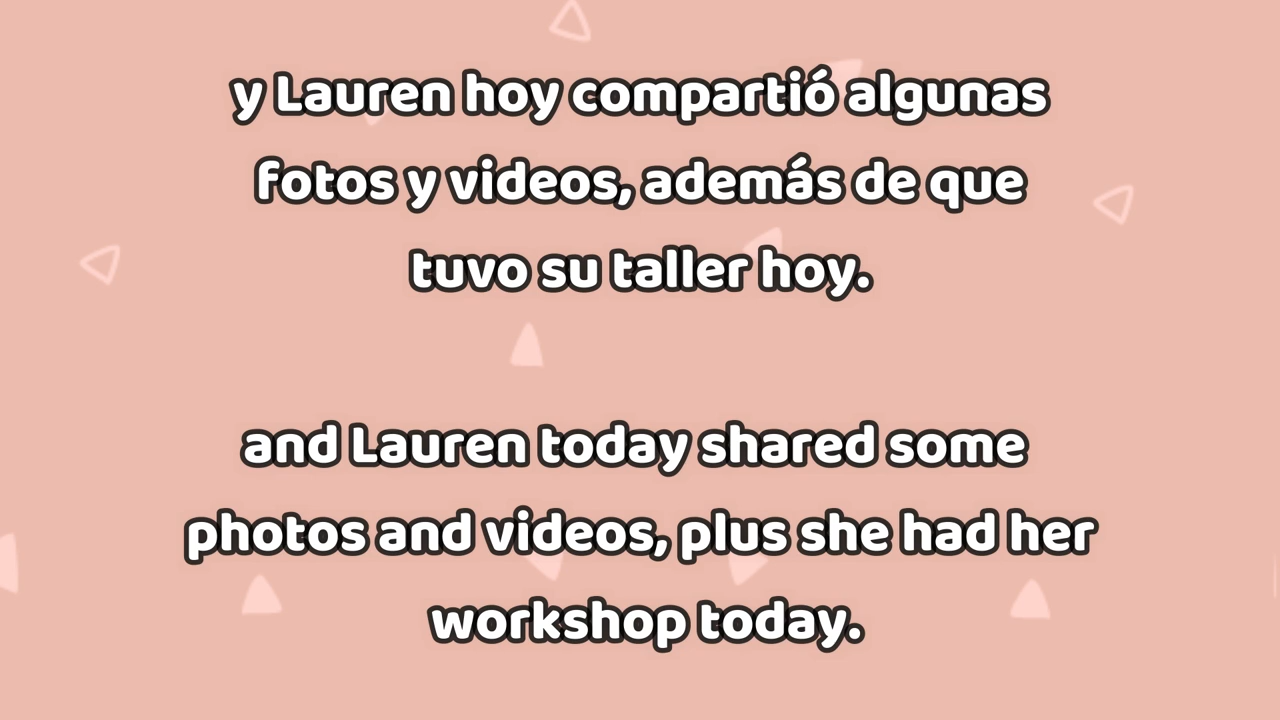 y Lauren hoy compartió algunas
fotos y videos, además de que
tuvo su taller hoy.
and Lauren today shared some
photos and videos, plus she had her
workshop today.